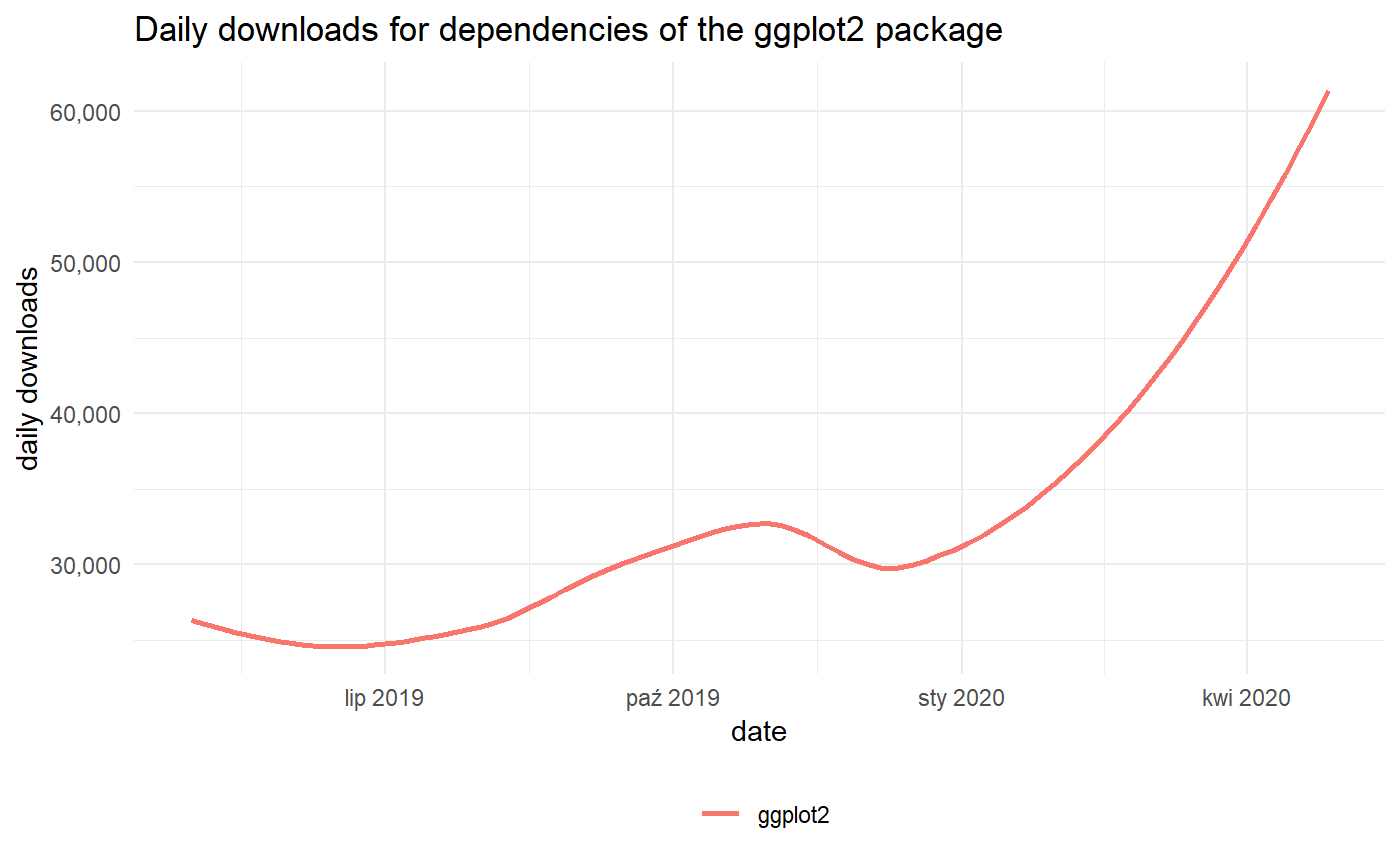 Daily downloads for dependencies of the ggplot2 package
60,000
50,000
40,000
30,000
daily downloads
lip 2019 paź 2019 sty 2020 kwi 2020
date
ggplot2